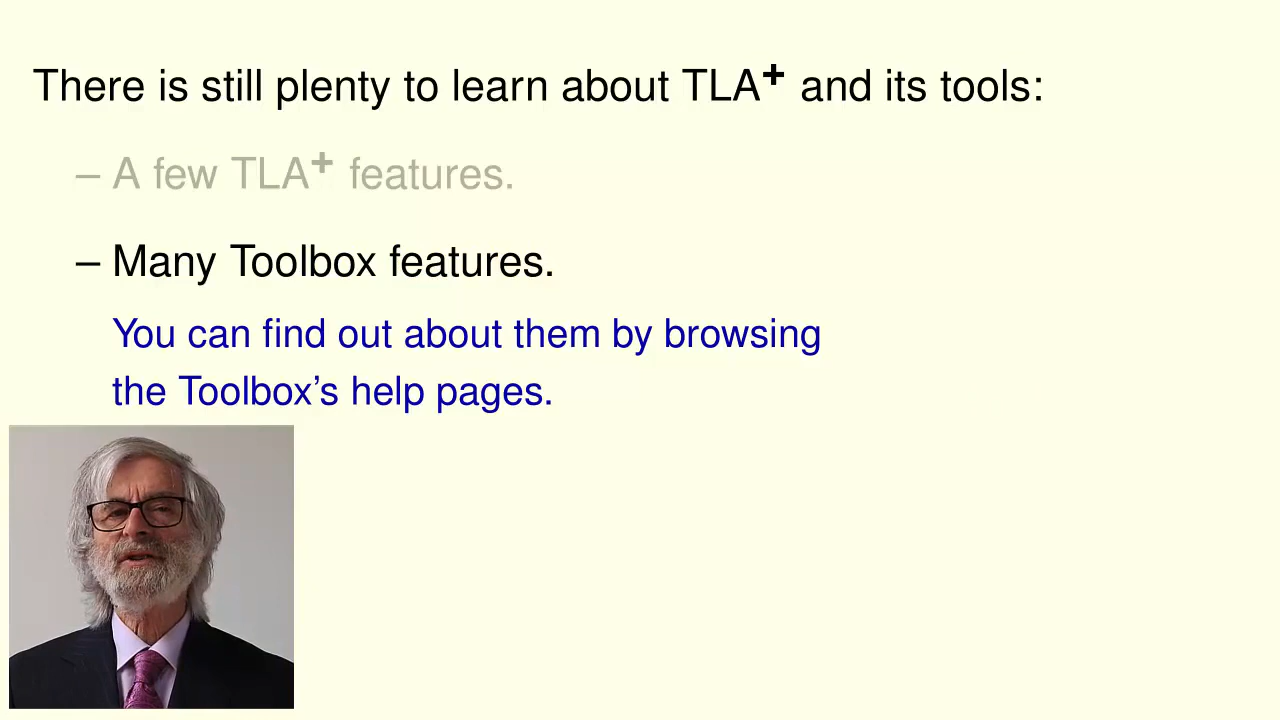 There is still plenty to learn about TLA+ and its tools:
– A few TLA+ features.
– Many Toolbox features.
You can find out about them by browsing
the Toolbox’s help pages.